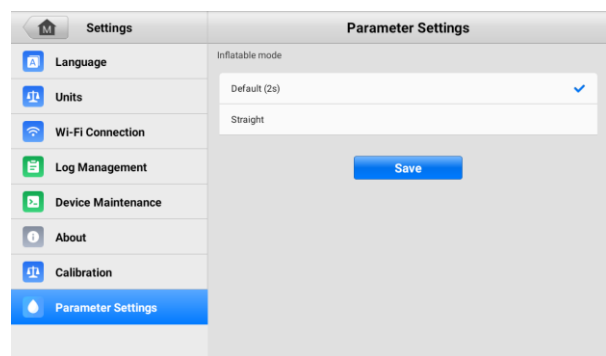 M
Settings
Parameter Settings
Language
Units
Wi-Fi Connection
Log Management
Device Maintenance
About
Calibration
Parameter Settings
Inflatable mode
Default (2s)
Straight
Save